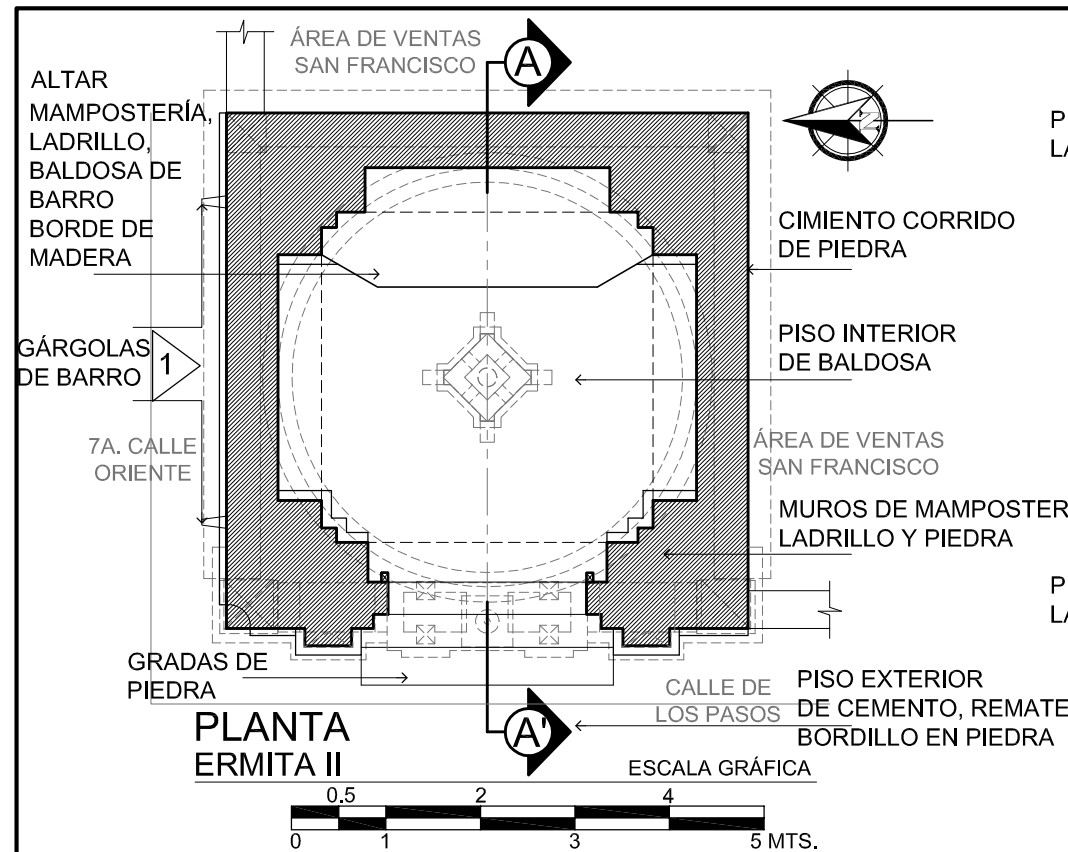 ÁREA DE VENTAS
SAN FRANCISCO
A
ALTAR
MAMPOSTERÍA,
LADRILLO,
BALDOSA DE
BARRO
BORDE DE
MADERA
N
P
LA
CIMIENTO CORRIDO
DE PIEDRA
GÁRGOLAS
DE BARRO
1
PISO INTERIOR
DE BALDOSA
7A. CALLE
ORIENTE
ÁREA DE VENTAS
SAN FRANCISCO
MUROS DE MAMPOSTER
LADRILLO Y PIEDRA
P
LA
GRADAS DE
PIEDRA
CALLE DE
LOS PASOS
PISO EXTERIOR
DE CEMENTO, REMATE
BORDILLO EN PIEDRA
A'
PLANTA
ERMITA II
ESCALA GRÁFICA
0.5 2 4
0 1 3 5 MTS.